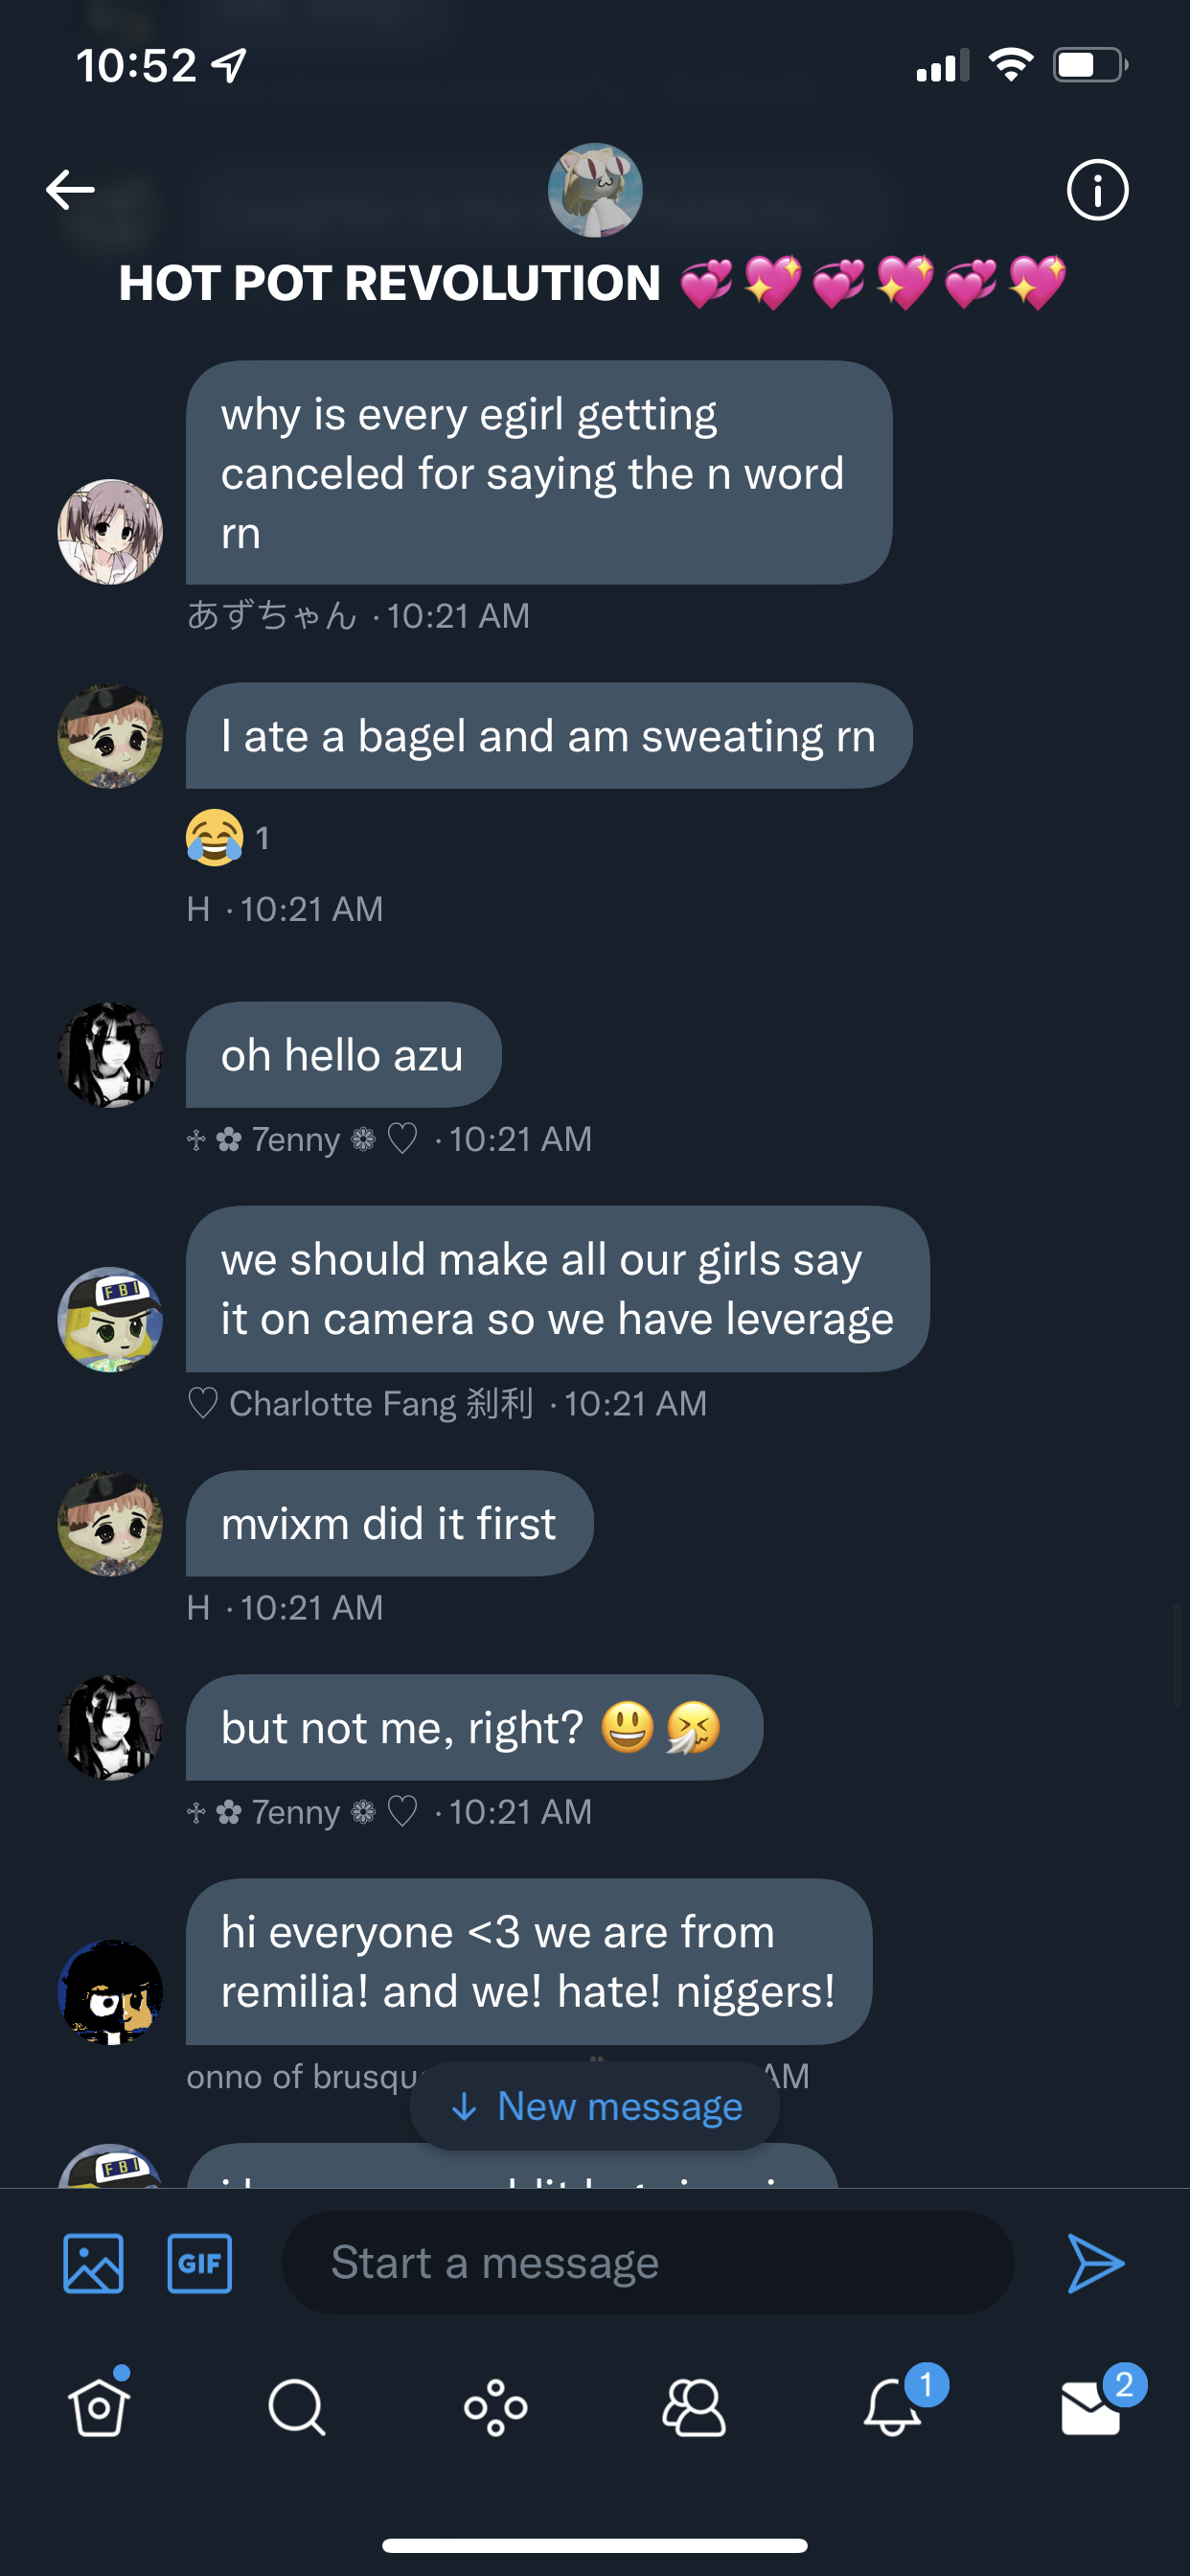 10:52
HOT POT REVOLUTION 💞💖💞💖💞💖
why is every egirl getting
canceled for saying the n word
rn
あずちゃん · 10:21 AM
I ate a bagel and am sweating rn
😂 1
H · 10:21 AM
oh hello azu
♱ ✿ 7enny ❁ ♡ · 10:21 AM
FBI
we should make all our girls say
it on camera so we have leverage
♡ Charlotte Fang 刹利 · 10:21 AM
mvixm did it first
H · 10:21 AM
but not me, right? 😃🤧
♱ ✿ 7enny ❁ ♡ · 10:21 AM
hi everyone <3 we are from
remilia! and we! hate! niggers!
onno of AM
↓ New message
FBI
GIF
Start a message
1
2